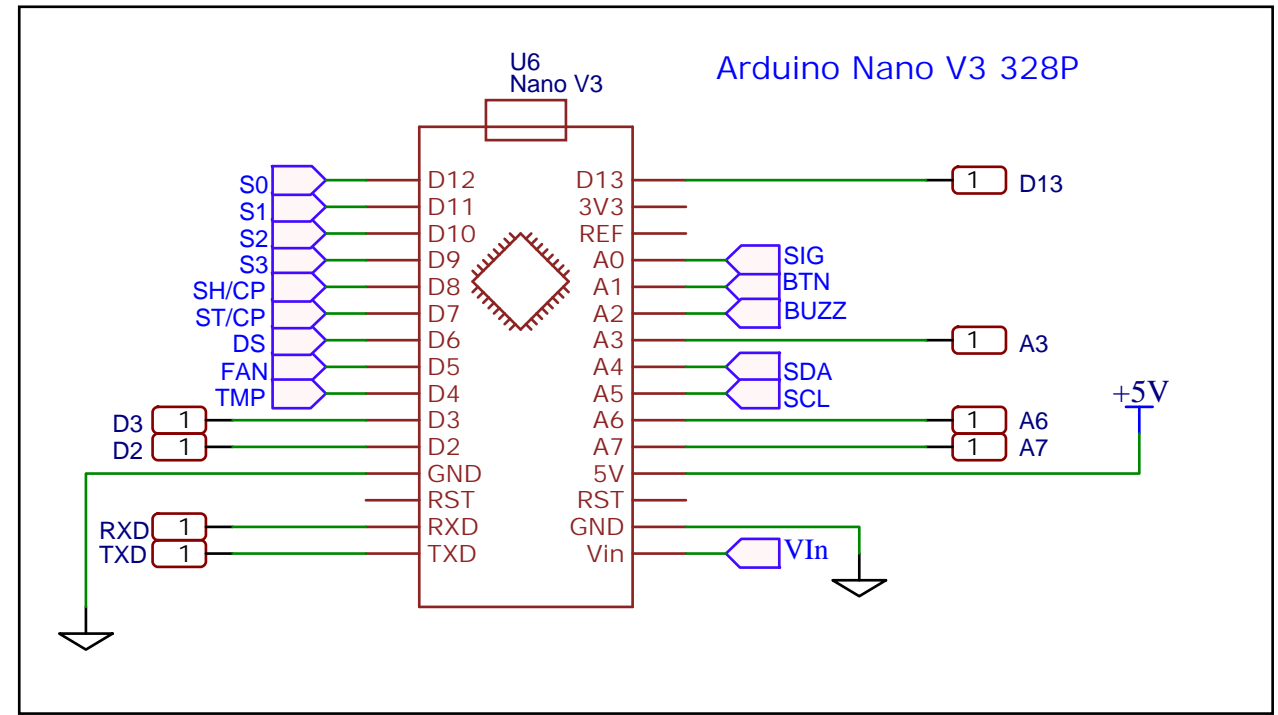 U6
Nano V3
Arduino Nano V3 328P
S0 D12 D13 1 D13
S1 D11 3V3
S2 D10 REF
S3 D9 A0 SIG
SH/CP D8 A1 BTN
ST/CP D7 A2 BUZZ
DS D6 A3 1 A3
FAN D5 A4 SDA
TMP D4 A5 SCL
+5V
D3 1 D3 A6 1 A6
D2 1 D2 A7 1 A7
GND 5V
RST RST
RXD 1 RXD GND
TXD 1 TXD Vin VIn